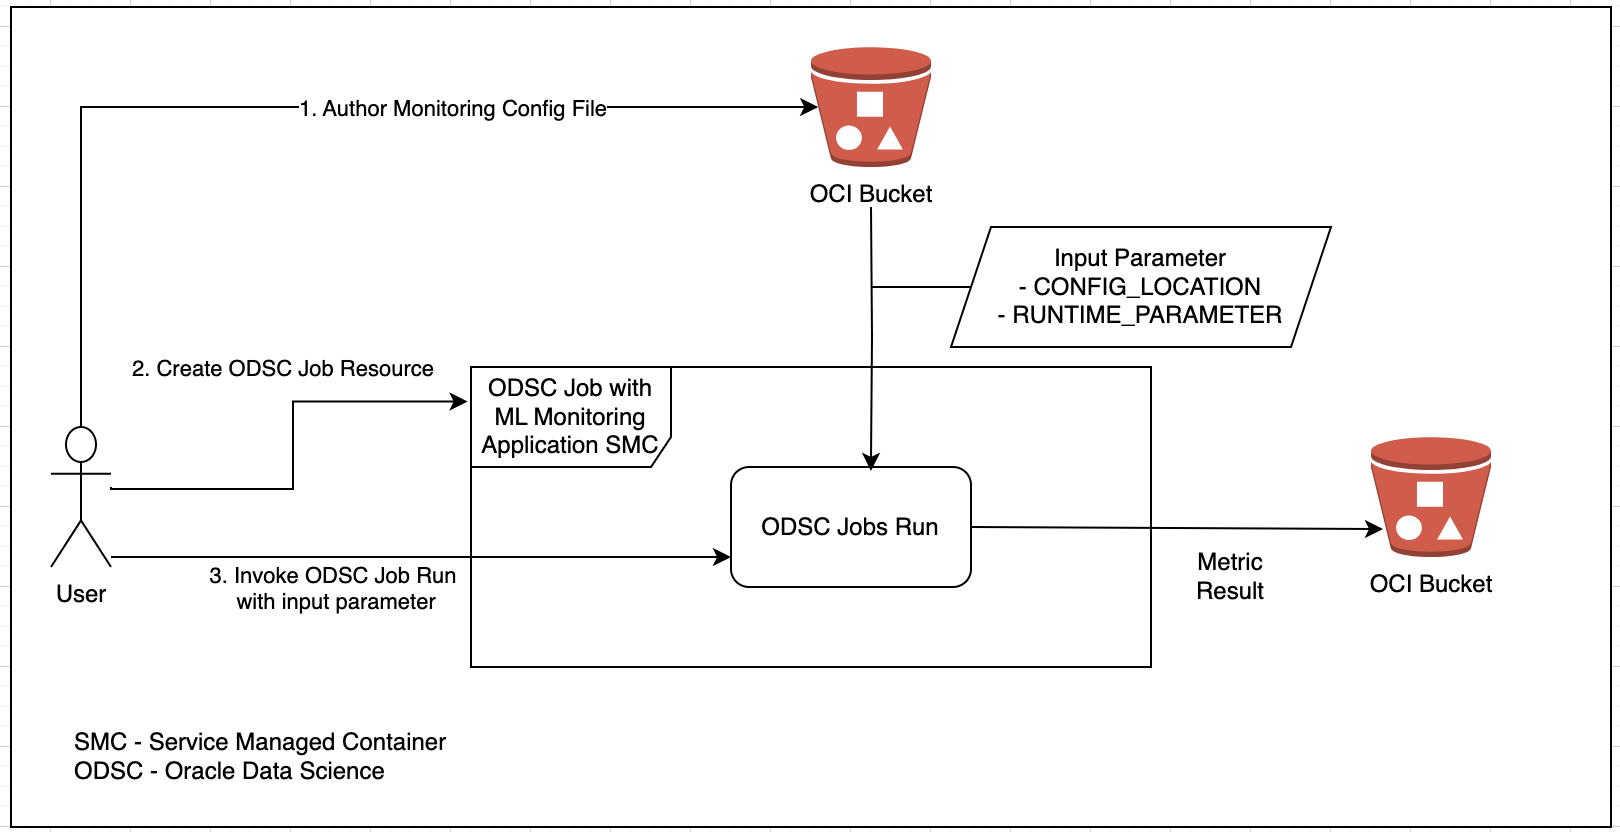 1. Author Monitoring Config File
OCI Bucket
Input Parameter
- CONFIG_LOCATION
- RUNTIME_PARAMETER
2. Create ODSC Job Resource
ODSC Job with
ML Monitoring
Application SMC
ODSC Jobs Run
3. Invoke ODSC Job Run
with input parameter
User
Metric
Result
OCI Bucket
SMC - Service Managed Container
ODSC - Oracle Data Science